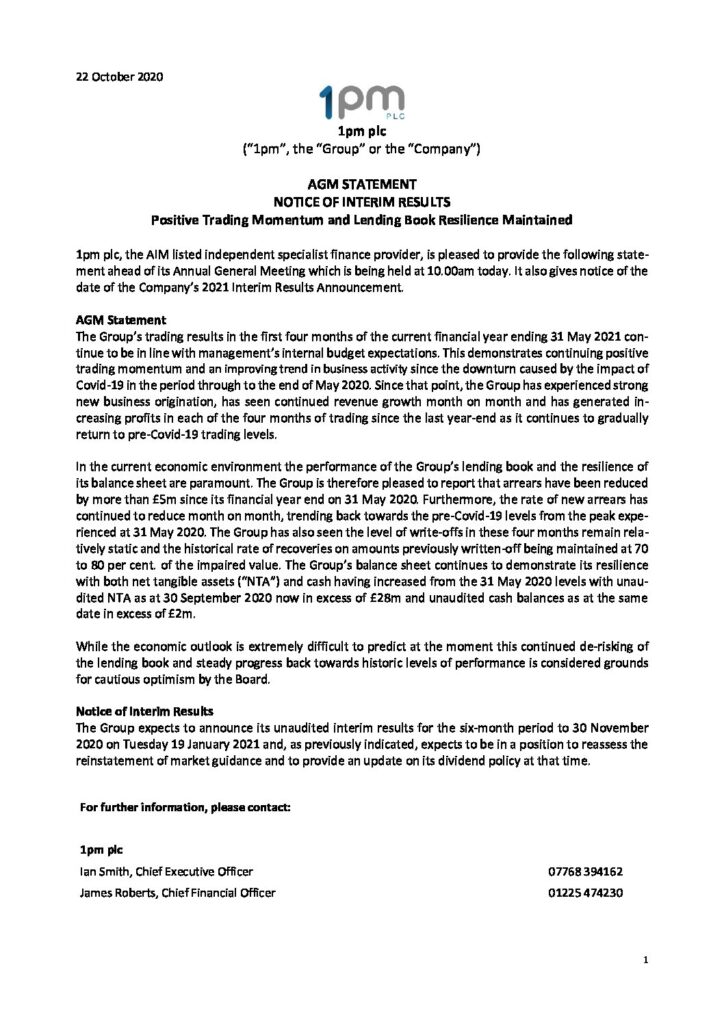 22 October 2020
1pm
PLC
1pm plc
(“1pm”, the “Group” or the “Company”)
AGM STATEMENT
NOTICE OF INTERIM RESULTS
Positive Trading Momentum and Lending Book Resilience Maintained
1pm plc, the AIM listed independent specialist finance provider, is pleased to provide the following state-
ment ahead of its Annual General Meeting which is being held at 10.00am today. It also gives notice of the
date of the Company’s 2021 Interim Results Announcement.
AGM Statement
The Group’s trading results in the first four months of the current financial year ending 31 May 2021 con-
tinue to be in line with management’s internal budget expectations. This demonstrates continuing positive
trading momentum and an improving trend in business activity since the downturn caused by the impact of
Covid-19 in the period through to the end of May 2020. Since that point, the Group has experienced strong
new business origination, has seen continued revenue growth month on month and has generated in-
creasing profits in each of the four months of trading since the last year-end as it continues to gradually
return to pre-Covid-19 trading levels.
In the current economic environment the performance of the Group’s lending book and the resilience of
its balance sheet are paramount. The Group is therefore pleased to report that arrears have been reduced
by more than £5m since its financial year end on 31 May 2020. Furthermore, the rate of new arrears has
continued to reduce month on month, trending back towards the pre-Covid-19 levels from the peak expe-
rienced at 31 May 2020. The Group has also seen the level of write-offs in these four months remain rela-
tively static and the historical rate of recoveries on amounts previously written-off being maintained at 70
to 80 per cent. of the impaired value. The Group’s balance sheet continues to demonstrate its resilience
with both net tangible assets (“NTA”) and cash having increased from the 31 May 2020 levels with unau-
dited NTA as at 30 September 2020 now in excess of £28m and unaudited cash balances as at the same
date in excess of £2m.
While the economic outlook is extremely difficult to predict at the moment this continued de-risking of
the lending book and steady progress back towards historic levels of performance is considered grounds
for cautious optimism by the Board.
Notice of Interim Results
The Group expects to announce its unaudited interim results for the six-month period to 30 November
2020 on Tuesday 19 January 2021 and, as previously indicated, expects to be in a position to reassess the
reinstatement of market guidance and to provide an update on its dividend policy at that time.
For further information, please contact:
1pm plc
Ian Smith, Chief Executive Officer 07768 394162
James Roberts, Chief Financial Officer 01225 474230
1